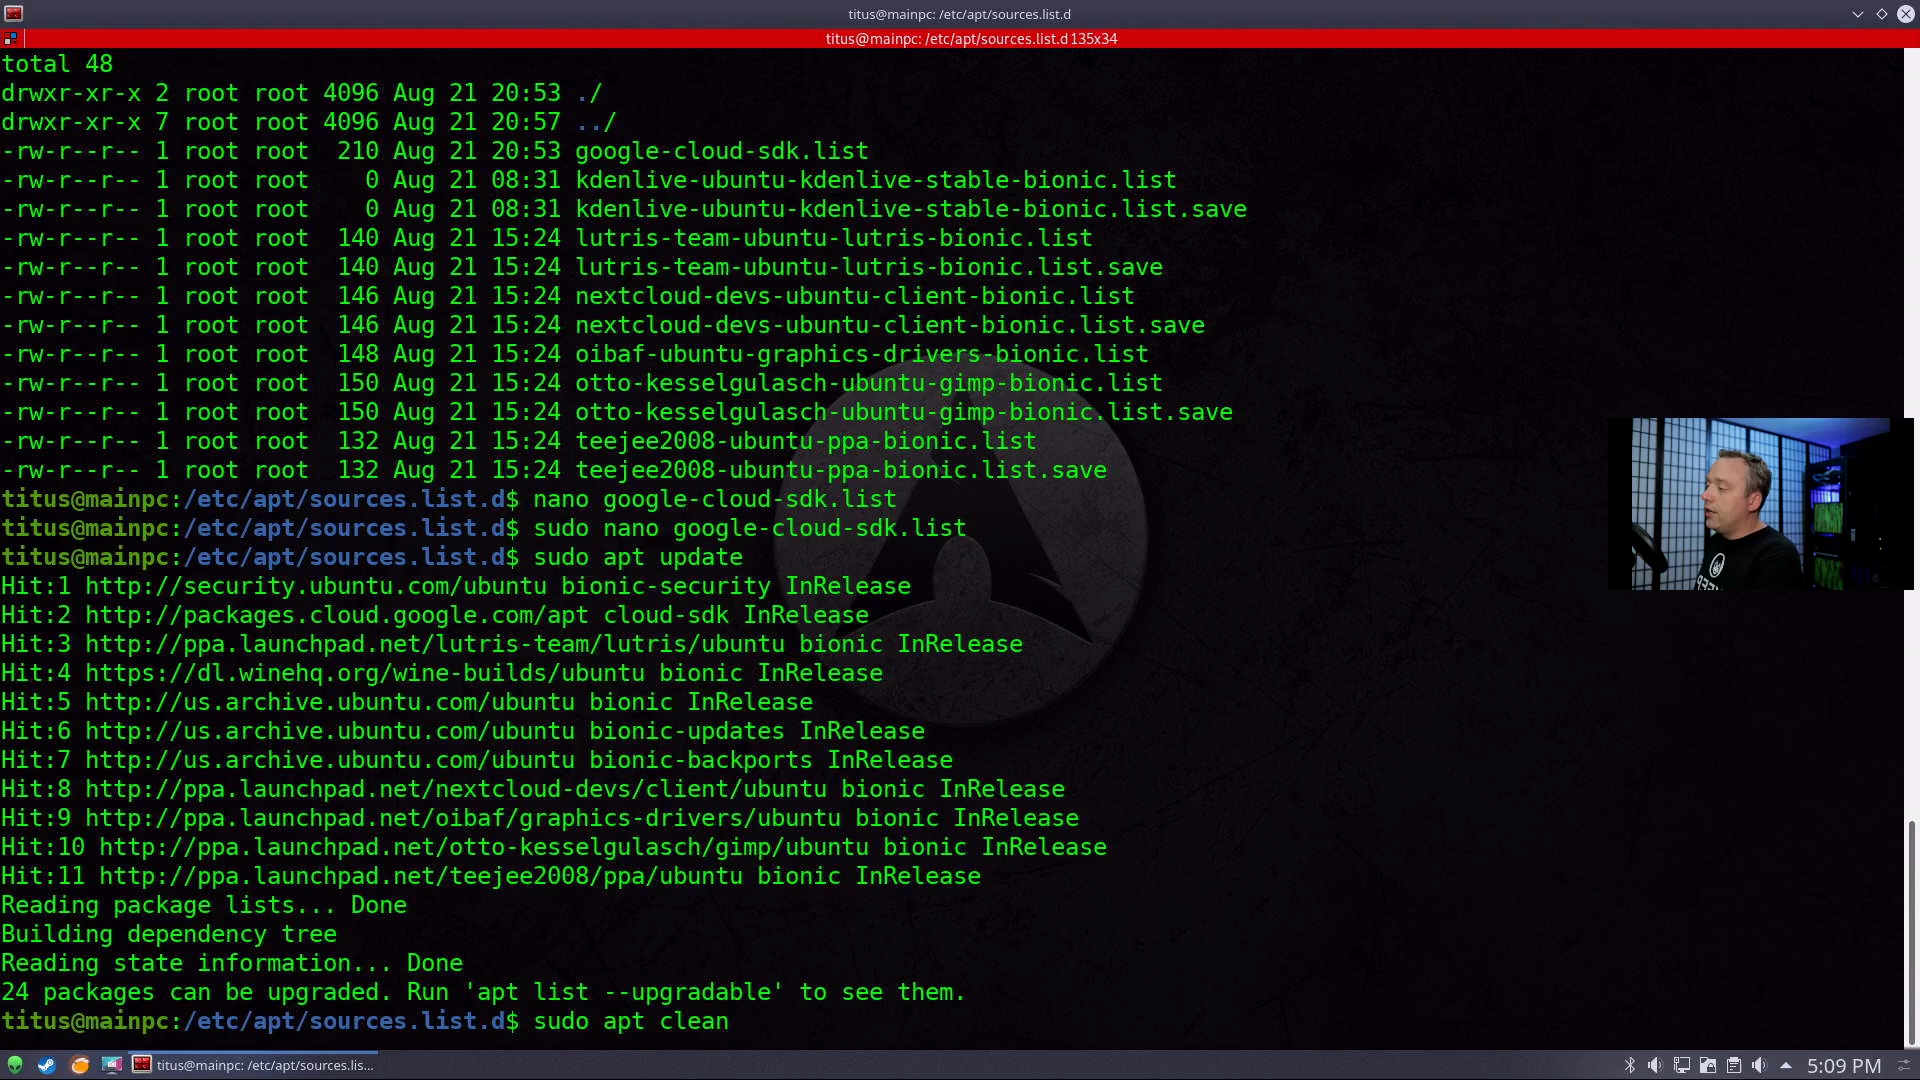 titus@mainpc: /etc/apt/sources.list.d
titus@mainpc: /etc/apt/sources.list.d 135x34
total 48
drwxr-xr-x 2 root root 4096 Aug 21 20:53 ./
drwxr-xr-x 7 root root 4096 Aug 21 20:57 ../
-rw-r--r-- 1 root root  210 Aug 21 20:53 google-cloud-sdk.list
-rw-r--r-- 1 root root    0 Aug 21 08:31 kdenlive-ubuntu-kdenlive-stable-bionic.list
-rw-r--r-- 1 root root    0 Aug 21 08:31 kdenlive-ubuntu-kdenlive-stable-bionic.list.save
-rw-r--r-- 1 root root  140 Aug 21 15:24 lutris-team-ubuntu-lutris-bionic.list
-rw-r--r-- 1 root root  140 Aug 21 15:24 lutris-team-ubuntu-lutris-bionic.list.save
-rw-r--r-- 1 root root  146 Aug 21 15:24 nextcloud-devs-ubuntu-client-bionic.list
-rw-r--r-- 1 root root  146 Aug 21 15:24 nextcloud-devs-ubuntu-client-bionic.list.save
-rw-r--r-- 1 root root  148 Aug 21 15:24 oibaf-ubuntu-graphics-drivers-bionic.list
-rw-r--r-- 1 root root  150 Aug 21 15:24 otto-kesselgulasch-ubuntu-gimp-bionic.list
-rw-r--r-- 1 root root  150 Aug 21 15:24 otto-kesselgulasch-ubuntu-gimp-bionic.list.save
-rw-r--r-- 1 root root  132 Aug 21 15:24 teejee2008-ubuntu-ppa-bionic.list
-rw-r--r-- 1 root root  132 Aug 21 15:24 teejee2008-ubuntu-ppa-bionic.list.save
titus@mainpc:/etc/apt/sources.list.d$ nano google-cloud-sdk.list
titus@mainpc:/etc/apt/sources.list.d$ sudo nano google-cloud-sdk.list
titus@mainpc:/etc/apt/sources.list.d$ sudo apt update
Hit:1 http://security.ubuntu.com/ubuntu bionic-security InRelease
Hit:2 http://packages.cloud.google.com/apt cloud-sdk InRelease
Hit:3 http://ppa.launchpad.net/lutris-team/lutris/ubuntu bionic InRelease
Hit:4 https://dl.winehq.org/wine-builds/ubuntu bionic InRelease
Hit:5 http://us.archive.ubuntu.com/ubuntu bionic InRelease
Hit:6 http://us.archive.ubuntu.com/ubuntu bionic-updates InRelease
Hit:7 http://us.archive.ubuntu.com/ubuntu bionic-backports InRelease
Hit:8 http://ppa.launchpad.net/nextcloud-devs/client/ubuntu bionic InRelease
Hit:9 http://ppa.launchpad.net/oibaf/graphics-drivers/ubuntu bionic InRelease
Hit:10 http://ppa.launchpad.net/otto-kesselgulasch/gimp/ubuntu bionic InRelease
Hit:11 http://ppa.launchpad.net/teejee2008/ppa/ubuntu bionic InRelease
Reading package lists... Done
Building dependency tree
Reading state information... Done
24 packages can be upgraded. Run 'apt list --upgradable' to see them.
titus@mainpc:/etc/apt/sources.list.d$ sudo apt clean
titus@mainpc: /etc/apt/sources.lis...
5:09 PM